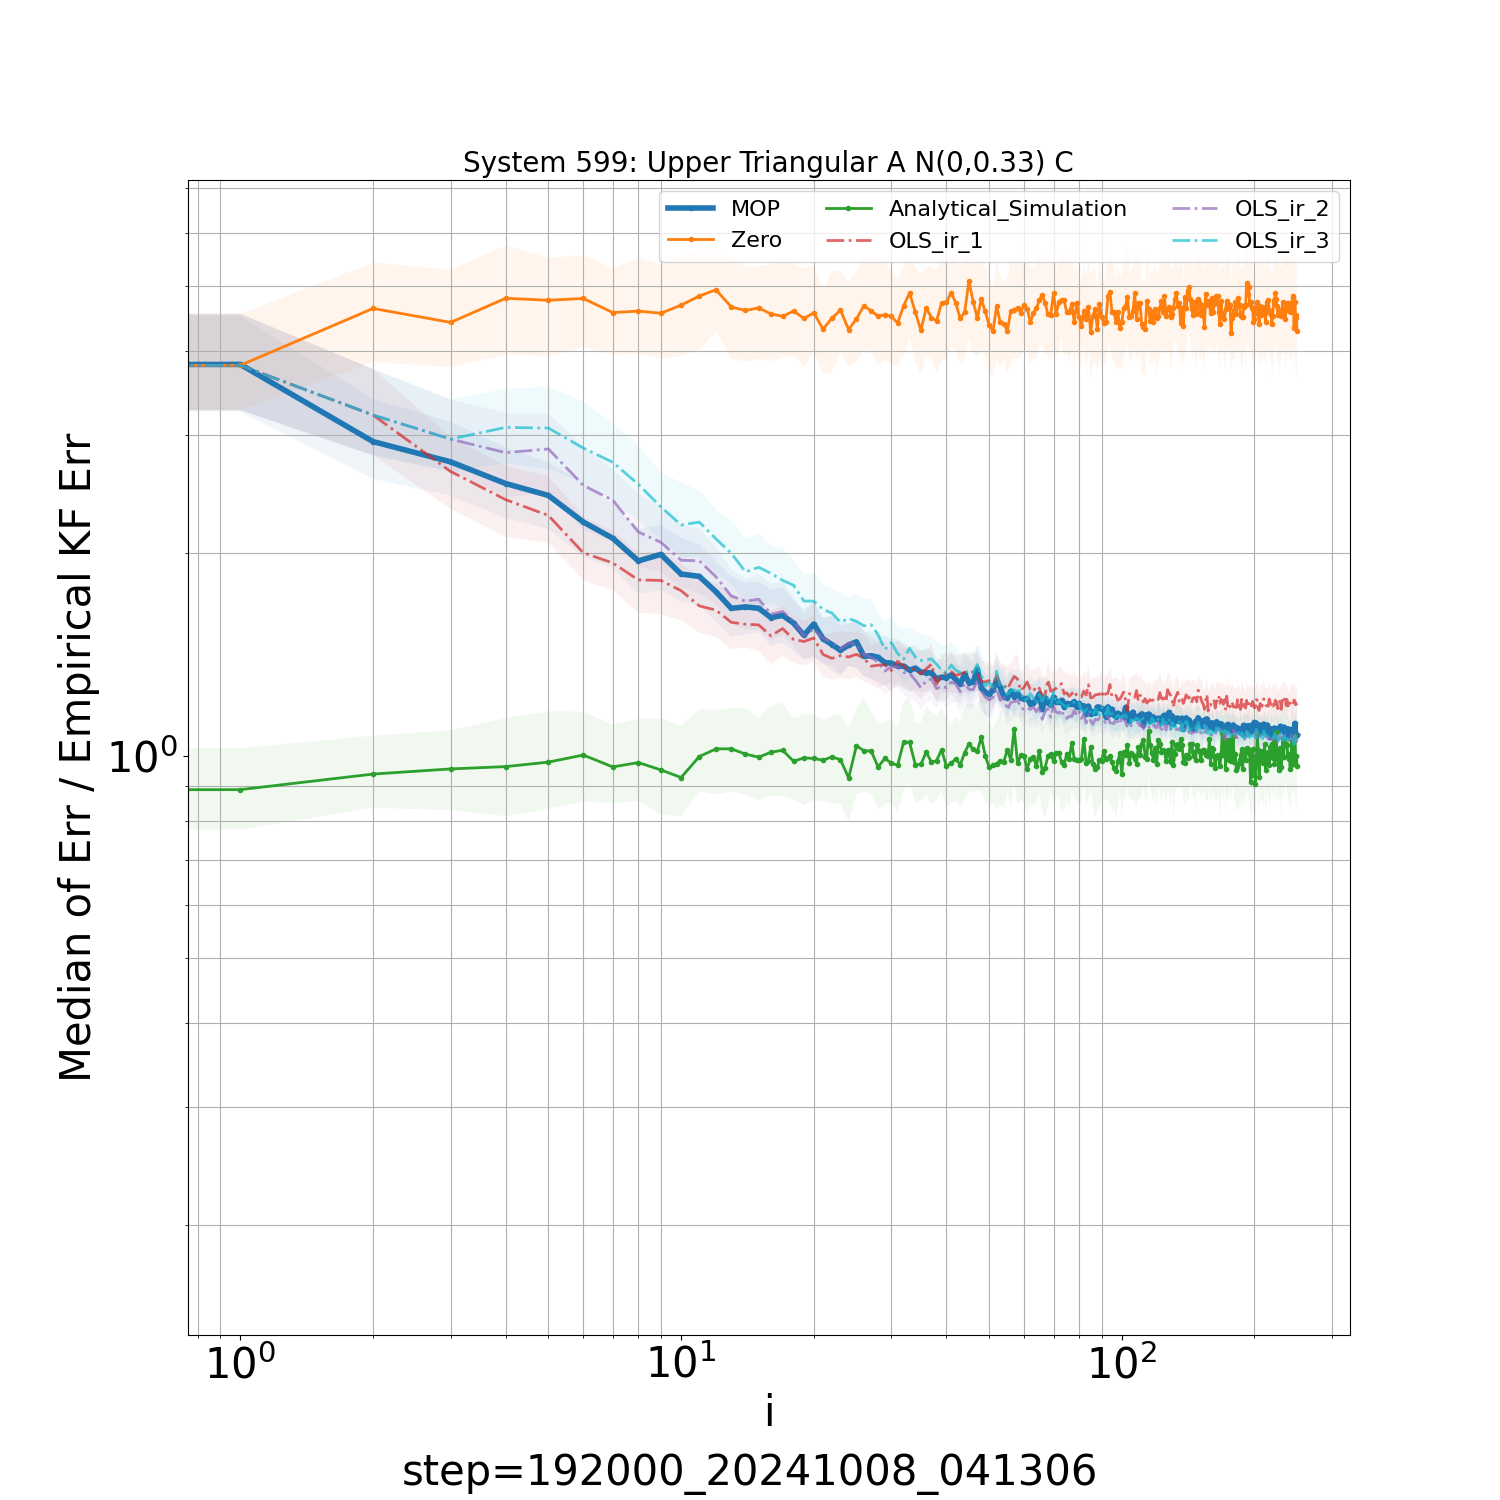 System 599: Upper Triangular A N(0,0.33) C
MOP
Zero
Analytical_Simulation
OLS_ir_1
OLS_ir_2
OLS_ir_3
Median of Err / Empirical KF Err
10⁰
10⁰
10¹
10²
i
step=192000_20241008_041306